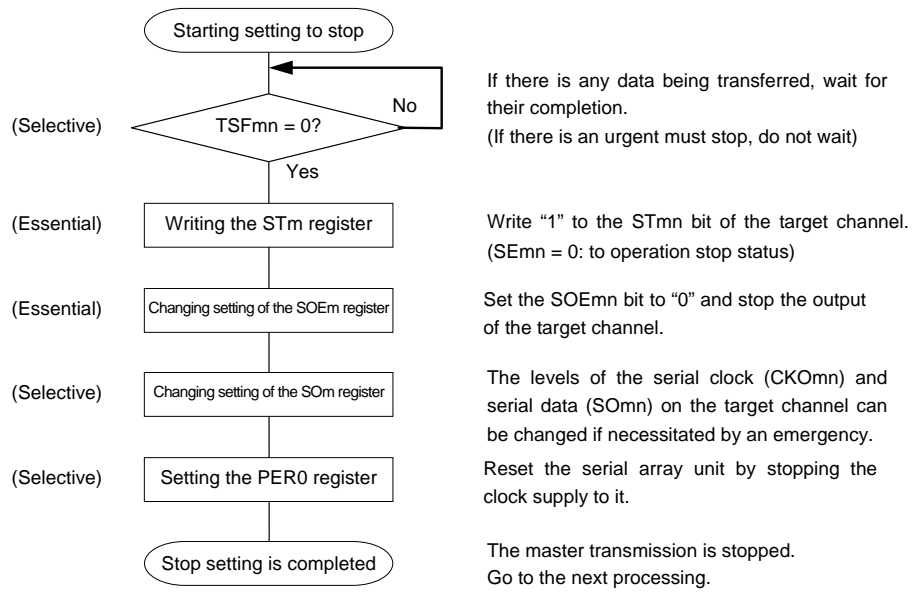 Starting setting to stop
If there is any data being transferred, wait for
No
their completion.
(Selective)
TSFmn = 0?
(If there is an urgent must stop, do not wait)
Yes
(Essential)
Writing the STm register
Write “1” to the STmn bit of the target channel.
(SEmn = 0: to operation stop status)
(Essential)
Changing setting of the SOEm register
Set the SOEmn bit to “0” and stop the output
of the target channel.
(Selective)
Changing setting of the SOm register
The levels of the serial clock (CKOmn) and
serial data (SOmn) on the target channel can
be changed if necessitated by an emergency.
(Selective)
Setting the PER0 register
Reset the serial array unit by stopping the
clock supply to it.
Stop setting is completed
The master transmission is stopped.
Go to the next processing.